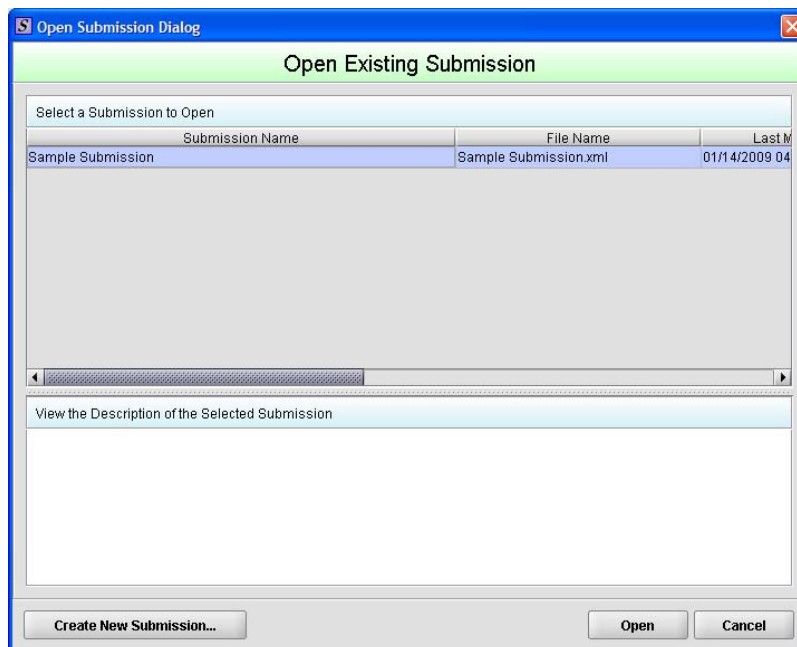 S Open Submission Dialog
Open Existing Submission
Select a Submission to Open
Submission Name File Name Last M
Sample Submission Sample Submission.xml 01/14/2009 04
View the Description of the Selected Submission
Create New Submission... Open Cancel